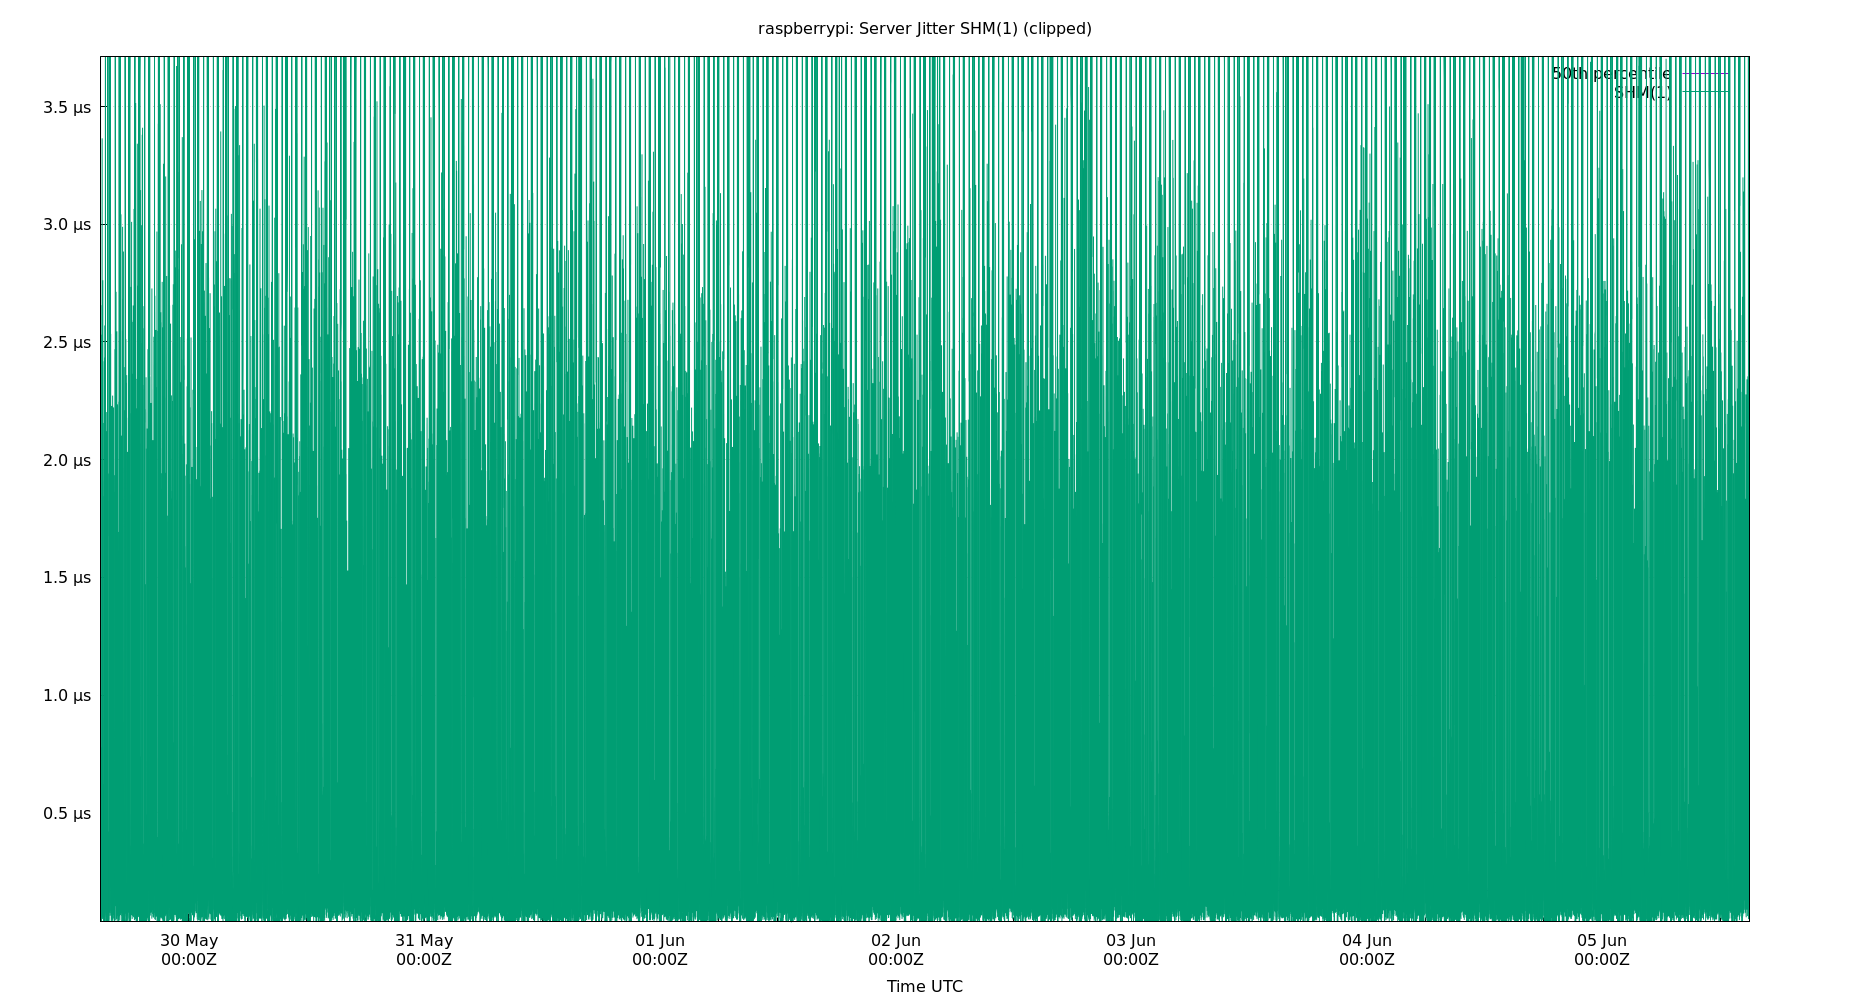 raspberrypi: Server Jitter SHM(1) (clipped)
50th percentile
SHM(1)
3.5 µs
3.0 µs
2.5 µs
2.0 µs
1.5 µs
1.0 µs
0.5 µs
30 May 31 May 01 Jun 02 Jun 03 Jun 04 Jun 05 Jun
00:00Z 00:00Z 00:00Z 00:00Z 00:00Z 00:00Z 00:00Z
Time UTC